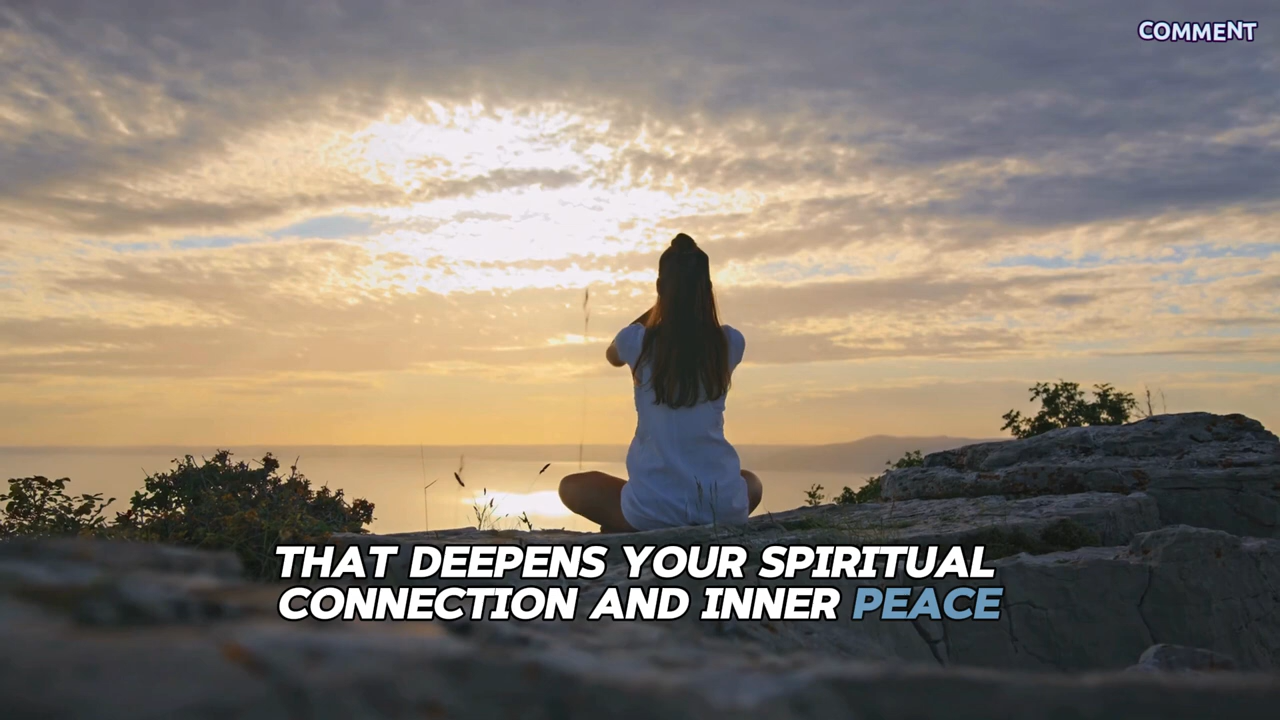 COMMENT
THAT DEEPENS YOUR SPIRITUAL
CONNECTION AND INNER PEACE